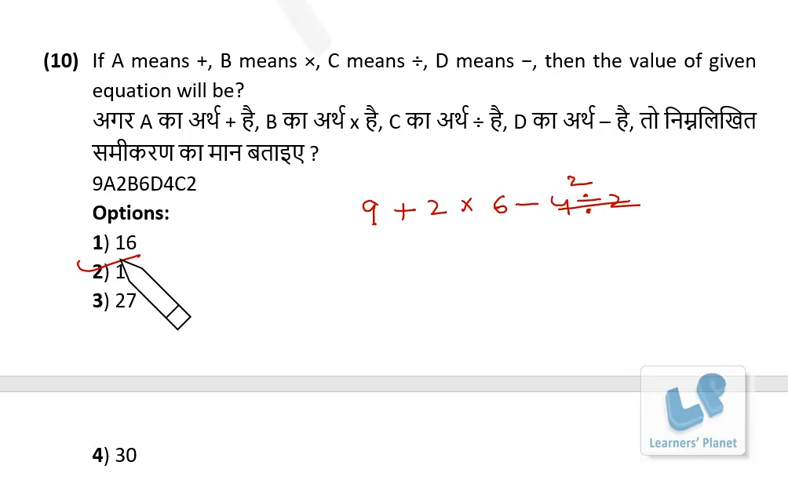 (10) If A means +, B means ×, C means ÷, D means −, then the value of given
equation will be?
अगर A का अर्थ + है, B का अर्थ x है, C का अर्थ ÷ है, D का अर्थ – है, तो निम्नलिखित
समीकरण का मान बताइए ?
9A2B6D4C2
2
9 + 2 × 6 − 4 ÷ 2
Options:
1) 16
2) 1
3) 27
LP
Learners' Planet
4) 30